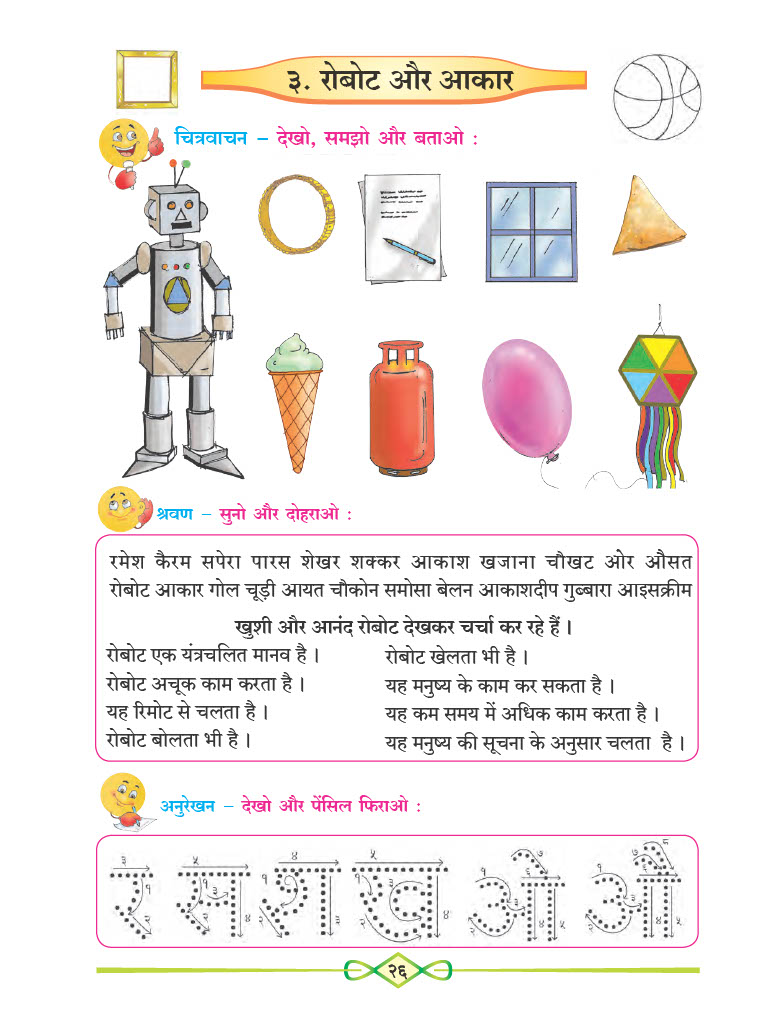 ३. रोबोट और आकार
चित्रवाचन – देखो, समझो और बताओ :
श्रवण – सुनो और दोहराओ :
रमेश कैरम सपेरा पारस शेखर शक्कर आकाश खजाना चौखट ओर औसत
रोबोट आकार गोल चूड़ी आयत चौकोन समोसा बेलन आकाशदीप गुब्बारा आइसक्रीम
खुशी और आनंद रोबोट देखकर चर्चा कर रहे हैं ।
रोबोट एक यंत्रचलित मानव है ।
रोबोट अचूक काम करता है ।
यह रिमोट से चलता है ।
रोबोट बोलता भी है ।
रोबोट खेलता भी है ।
यह मनुष्य के काम कर सकता है ।
यह कम समय में अधिक काम करता है ।
यह मनुष्य की सूचना के अनुसार चलता है ।
अनुरेखन – देखो और पेंसिल फिराओ :
र स श ख ओ औ
२६